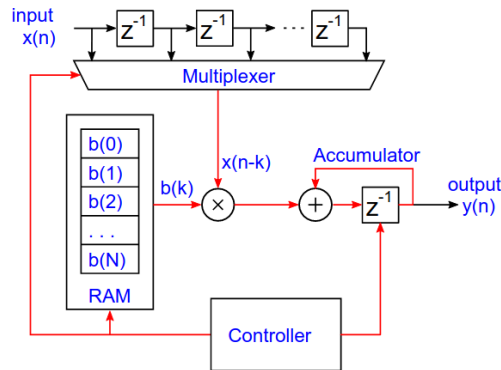 input
x(n)
z⁻¹
z⁻¹
...
z⁻¹
Multiplexer
b(0)
b(1)
b(2)
. . .
b(N)
RAM
b(k)
x(n-k)
×
+
Accumulator
z⁻¹
output
y(n)
Controller